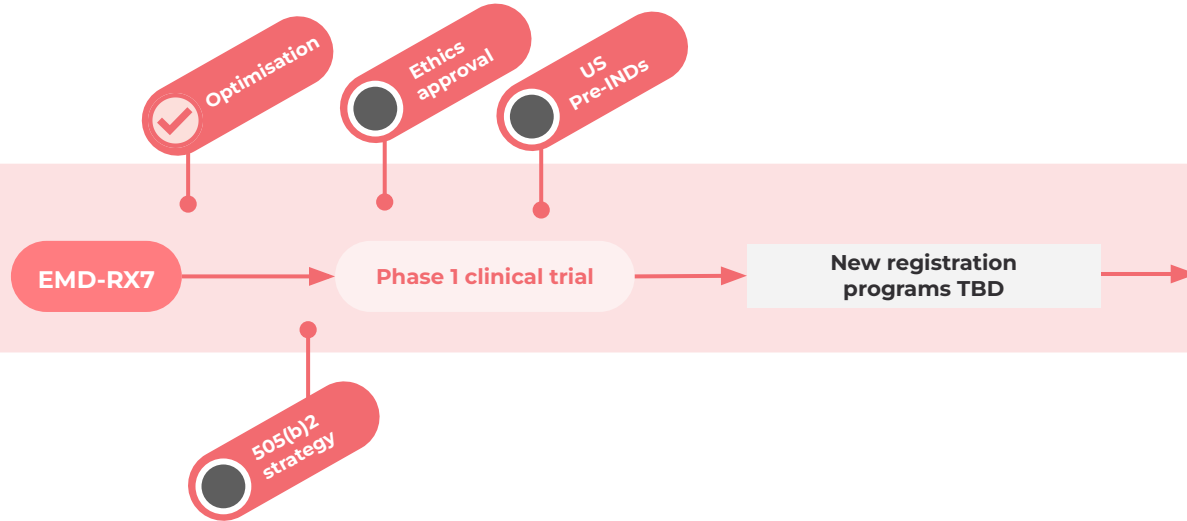 Optimisation
Ethics
approval
US
Pre-INDs
EMD-RX7
Phase 1 clinical trial
New registration
programs TBD
505(b)2
strategy